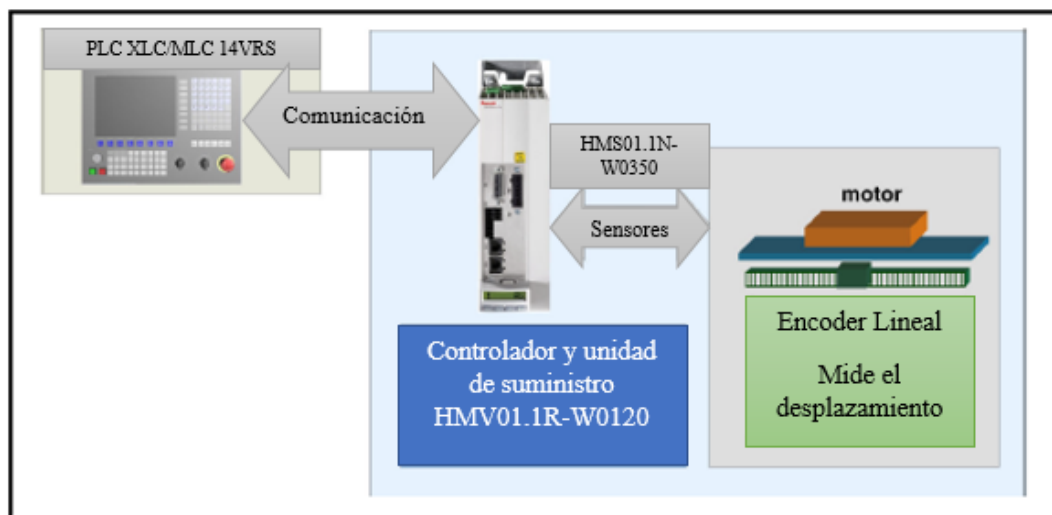 PLC XLC/MLC 14VRS
Comunicación
HMS01.1N-
W0350
Sensores
motor
Controlador y unidad
de suministro
HMV01.1R-W0120
Encoder Lineal
Mide el
desplazamiento